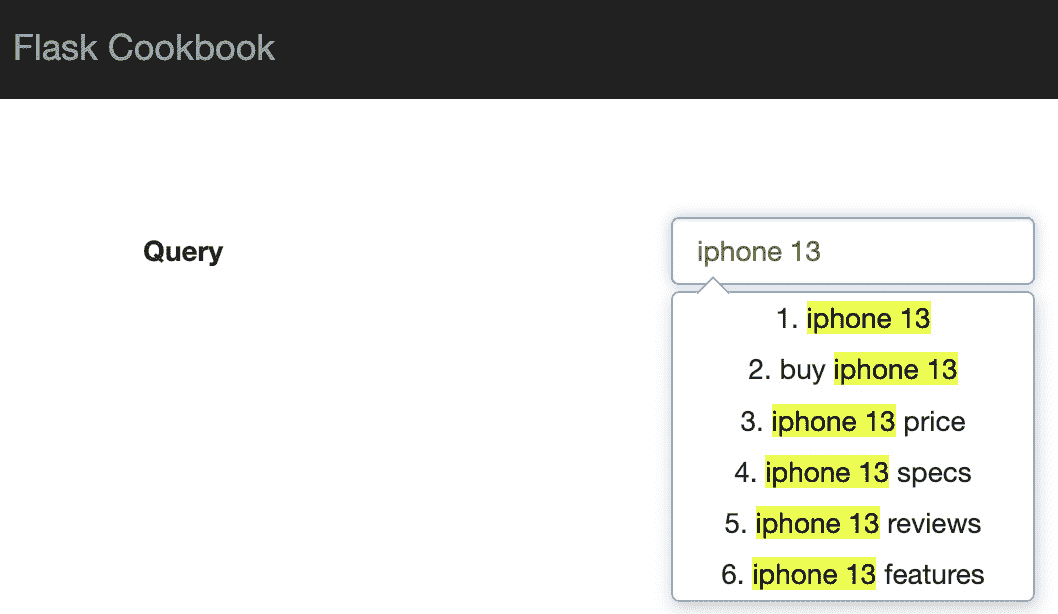 Flask Cookbook
Query
iphone 13
1. iphone 13
2. buy iphone 13
3. iphone 13 price
4. iphone 13 specs
5. iphone 13 reviews
6. iphone 13 features